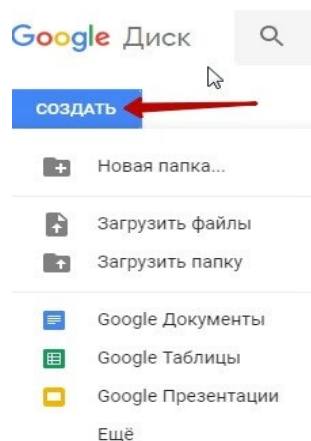 Google Диск
СОЗДАТЬ
Новая папка...
Загрузить файлы
Загрузить папку
Google Документы
Google Таблицы
Google Презентации
Ещё